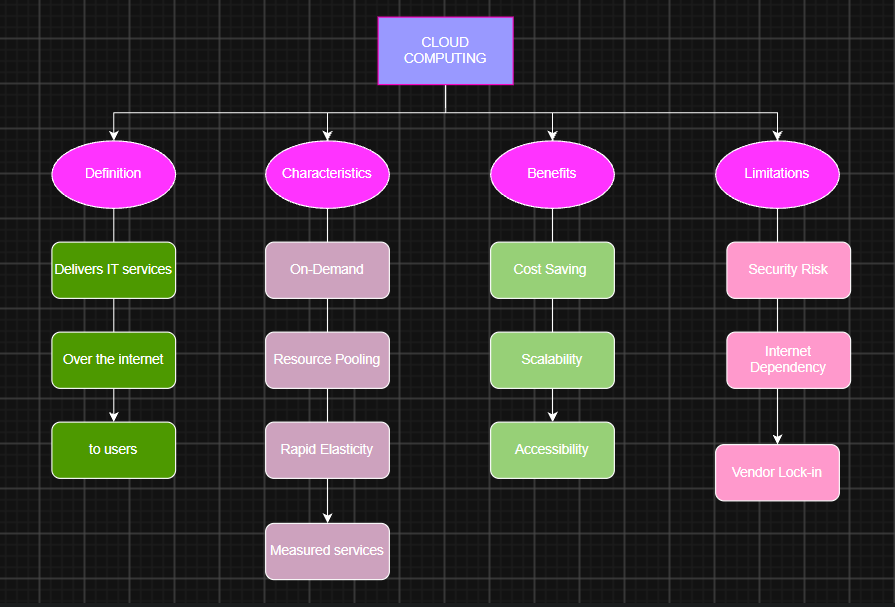 CLOUD
COMPUTING
Definition
Characteristics
Benefits
Limitations
Delivers IT services
On-Demand
Cost Saving
Security Risk
Over the internet
Resource Pooling
Scalability
Internet
Dependency
to users
Rapid Elasticity
Accessibility
Vendor Lock-in
Measured services